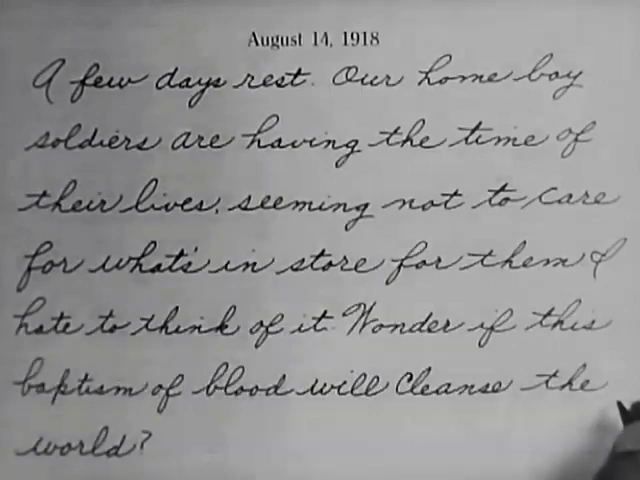 August 14, 1918
A few days rest. Our home boy
soldiers are having the time of
their lives, seeming not to care
for what's in store for them I
hate to think of it. Wonder if this
baptism of blood will cleanse the
world?